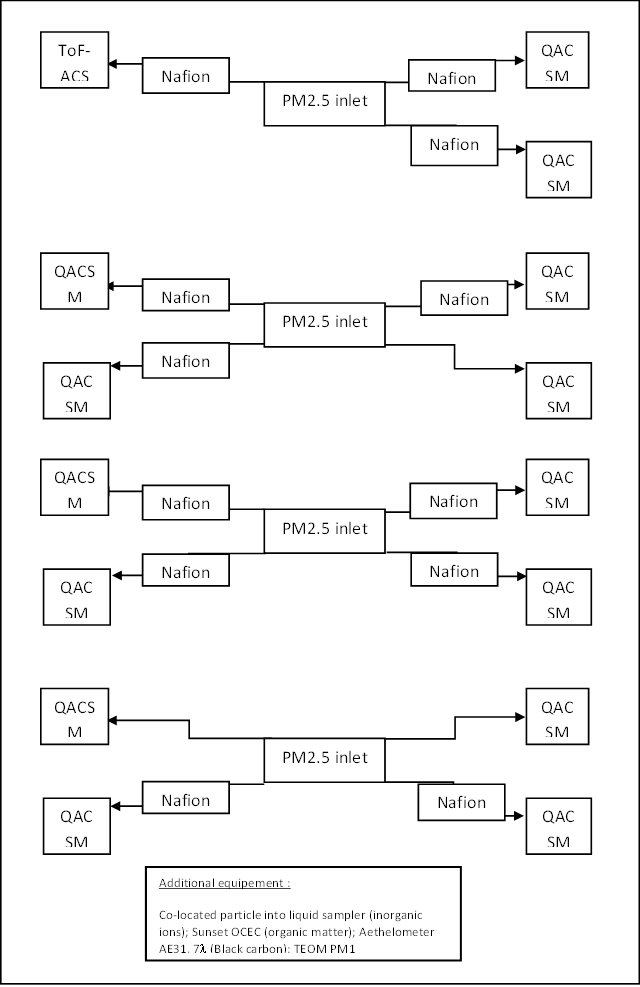 ToF-
ACS
Nafion
PM2.5 inlet
Nafion
QAC
SM
Nafion
QAC
SM
QACS
M
Nafion
PM2.5 inlet
Nafion
QAC
SM
QAC
SM
Nafion
QAC
SM
QACS
M
Nafion
PM2.5 inlet
Nafion
QAC
SM
QAC
SM
Nafion
Nafion
QAC
SM
QACS
M
PM2.5 inlet
QAC
SM
QAC
SM
Nafion
Nafion
QAC
SM
Additional equipement :
Co-located particle into liquid sampler (inorganic
ions); Sunset OCEC (organic matter); Aethelometer
AE31, 7λ (Black carbon); TEOM PM1